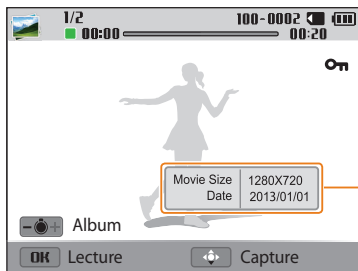 1/2 100-0002
00:00 00:20
Movie Size 1280X720
Date 2013/01/01
Album
OK Lecture Capture